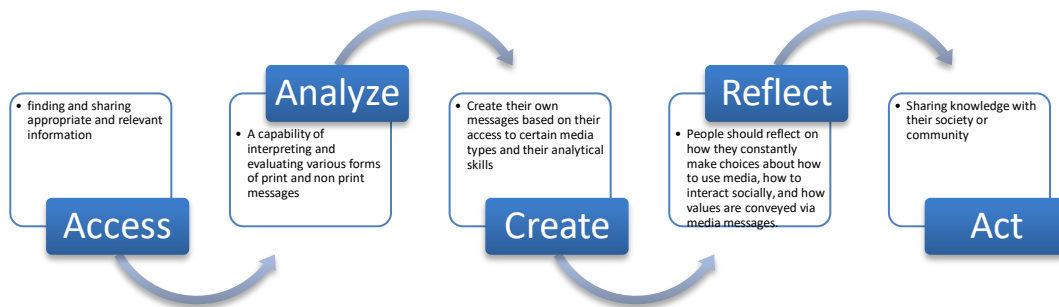 • finding and sharing
appropriate and relevant
information
Access
Analyze
• A capability of
interpreting and
evaluating various forms
of print and non print
messages
• Create their own
messages based on their
access to certain media
types and their analytical
skills
Create
Reflect
• People should reflect on
how they constantly
make choices about how
to use media, how to
interact socially, and how
values are conveyed via
media messages.
• Sharing knowledge with
their society or
community
Act